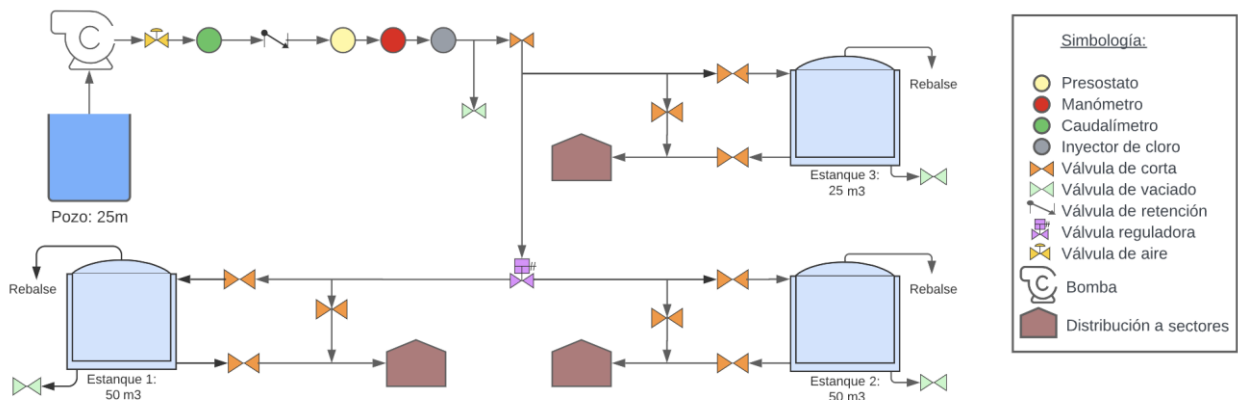 C
Pozo: 25m
Rebalse
Estanque 3:
25 m3
Rebalse
Estanque 1:
50 m3
#
Rebalse
Estanque 2:
50 m3
Simbología:
Presostato
Manómetro
Caudalímetro
Inyector de cloro
Válvula de corta
Válvula de vaciado
Válvula de retención
#
Válvula reguladora
Válvula de aire
C
Bomba
Distribución a sectores